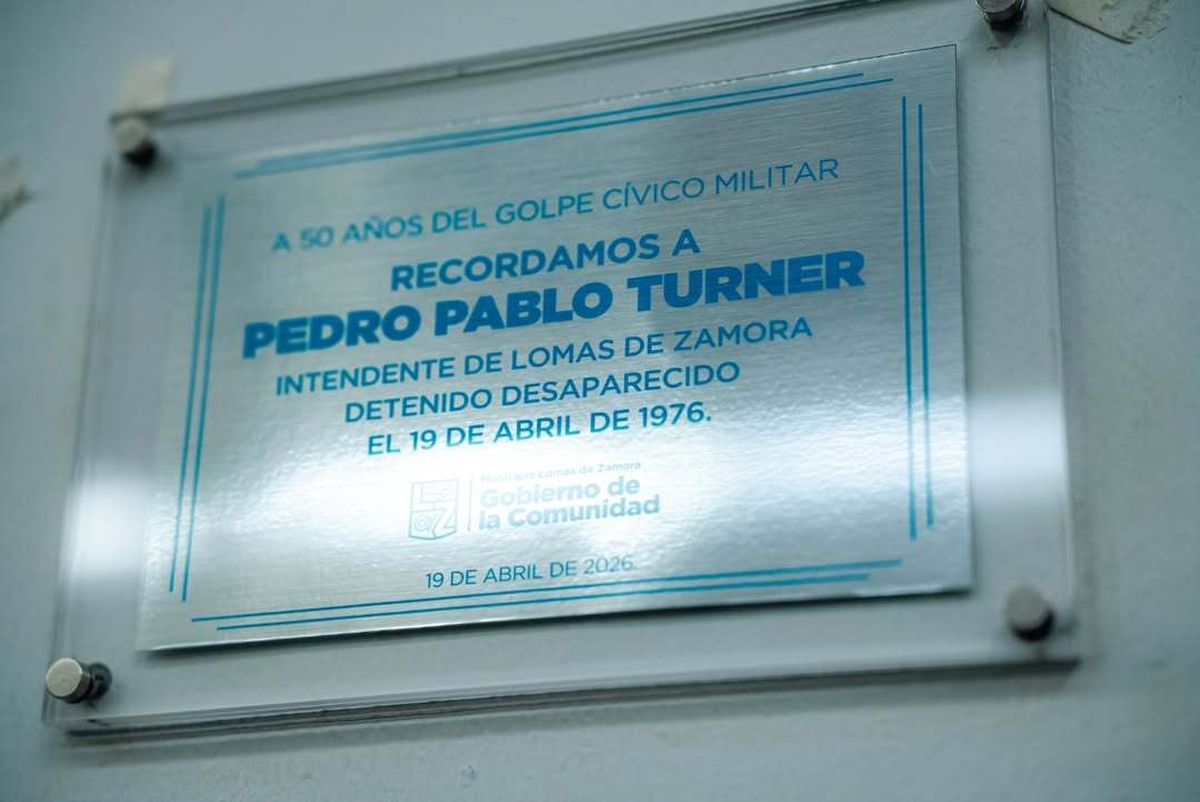 A 50 AÑOS DEL GOLPE CÍVICO MILITAR
RECORDAMOS A
PEDRO PABLO TURNER
INTENDENTE DE LOMAS DE ZAMORA
DETENIDO DESAPARECIDO
EL 19 DE ABRIL DE 1976.
Municipio Lomas de Zamora
Gobierno de
la Comunidad
19 DE ABRIL DE 2026.